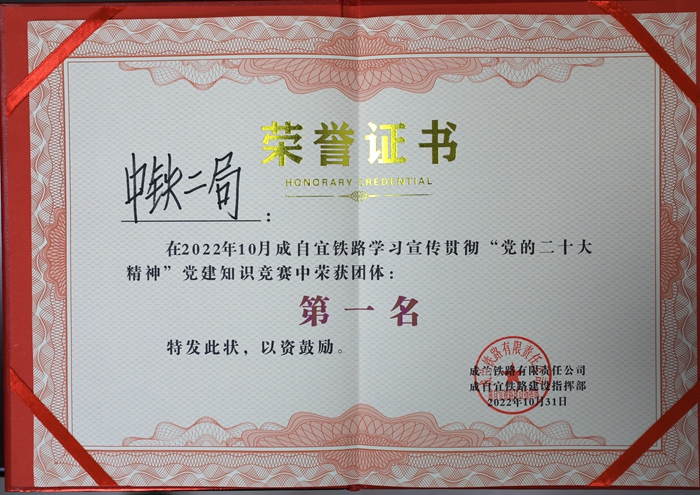 荣誉证书
HONORARY CREDENTIAL
中铁二局：
在2022年10月成自宜铁路学习宣传贯彻“党的二十大
精神”党建知识竞赛中荣获团体：
第一名
特发此状，以资鼓励。
成兰铁路有限责任公司
成自宜铁路建设指挥部
2022年10月31日